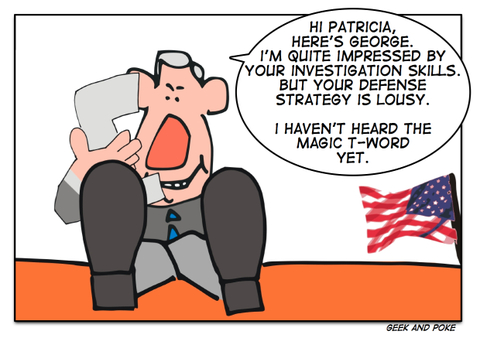 HI PATRICIA,
HERE'S GEORGE.
I'M QUITE IMPRESSED BY
YOUR INVESTIGATION SKILLS.
BUT YOUR DEFENSE
STRATEGY IS LOUSY.
I HAVEN'T HEARD THE
MAGIC T-WORD
YET.
GEEK AND POKE